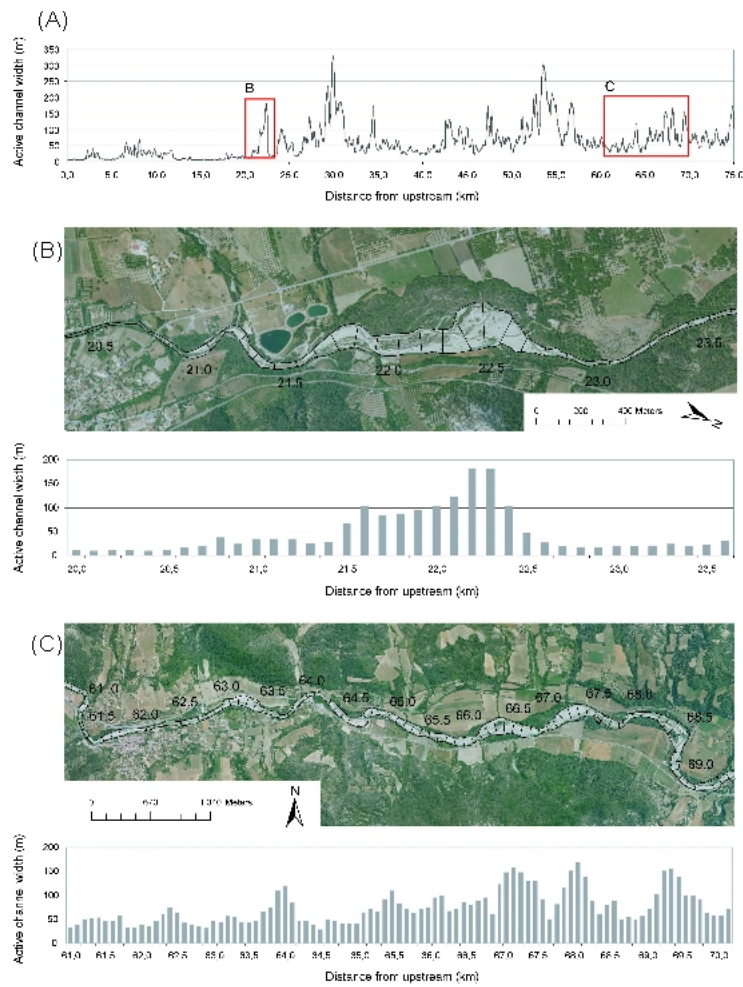 (A)
Active channel width (m)
350
300
250
200
150
100
50
0
B
C
0,0 5,0 10,0 15,0 20,0 25,0 30,0 35,0 40,0 45,0 50,0 55,0 60,0 65,0 70,0 75,0
Distance from upstream (km)
(B)
20.5
21.0
21.5
22.0
22.5
23.0
23.5
0 200 400 Meters
N
Active channel width (m)
200
150
100
50
0
20,0 20,5 21,0 21,5 22,0 22,5 23,0 23,5
Distance from upstream (km)
(C)
61.0
61.5
62.0
62.5
63.0
63.5
64.0
64.5
65.0
65.5
66.0
66.5
67.0
67.5
68.0
68.5
69.0
N
0 670 Meters
Active channel width (m)
200
150
100
50
0
61,0 61,5 62,0 62,5 63,0 63,5 64,0 64,5 65,5 66,0 66,5 67,0 67,5 68,0 68,5 69,0 69,5 70,0
Distance from upstream (km)